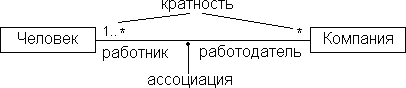 кратность
Человек 1..* * Компания
работник работодатель
ассоциация